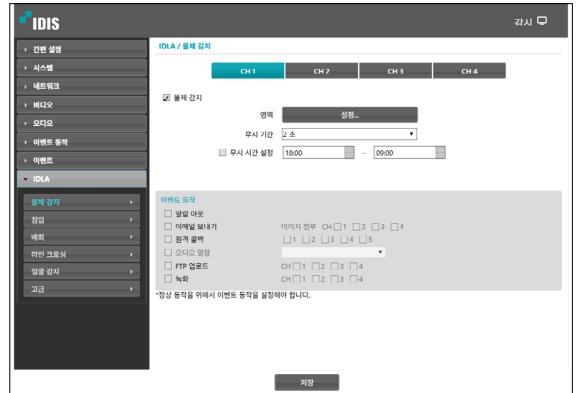 IDIS
감시
간편 설정
시스템
네트워크
비디오
오디오
이벤트 동작
이벤트
IDLA
물체 감지
침입
배회
라인 크로싱
얼굴 감지
고급
IDLA / 물체 감지
CH 1 CH 2 CH 3 CH 4
물체 감지
영역 설정...
무시 기간 2 초
무시 시간 설정 18:00 - 09:00
이벤트 동작
알람 아웃
이메일 보내기 이미지 첨부 CH 1 2 3 4
원격 콜백 1 2 3 4 5
오디오 알람
FTP 업로드 CH 1 2 3 4
녹화 CH 1 2 3 4
*정상 동작을 위해서 이벤트 동작을 설정해야 합니다.
저장